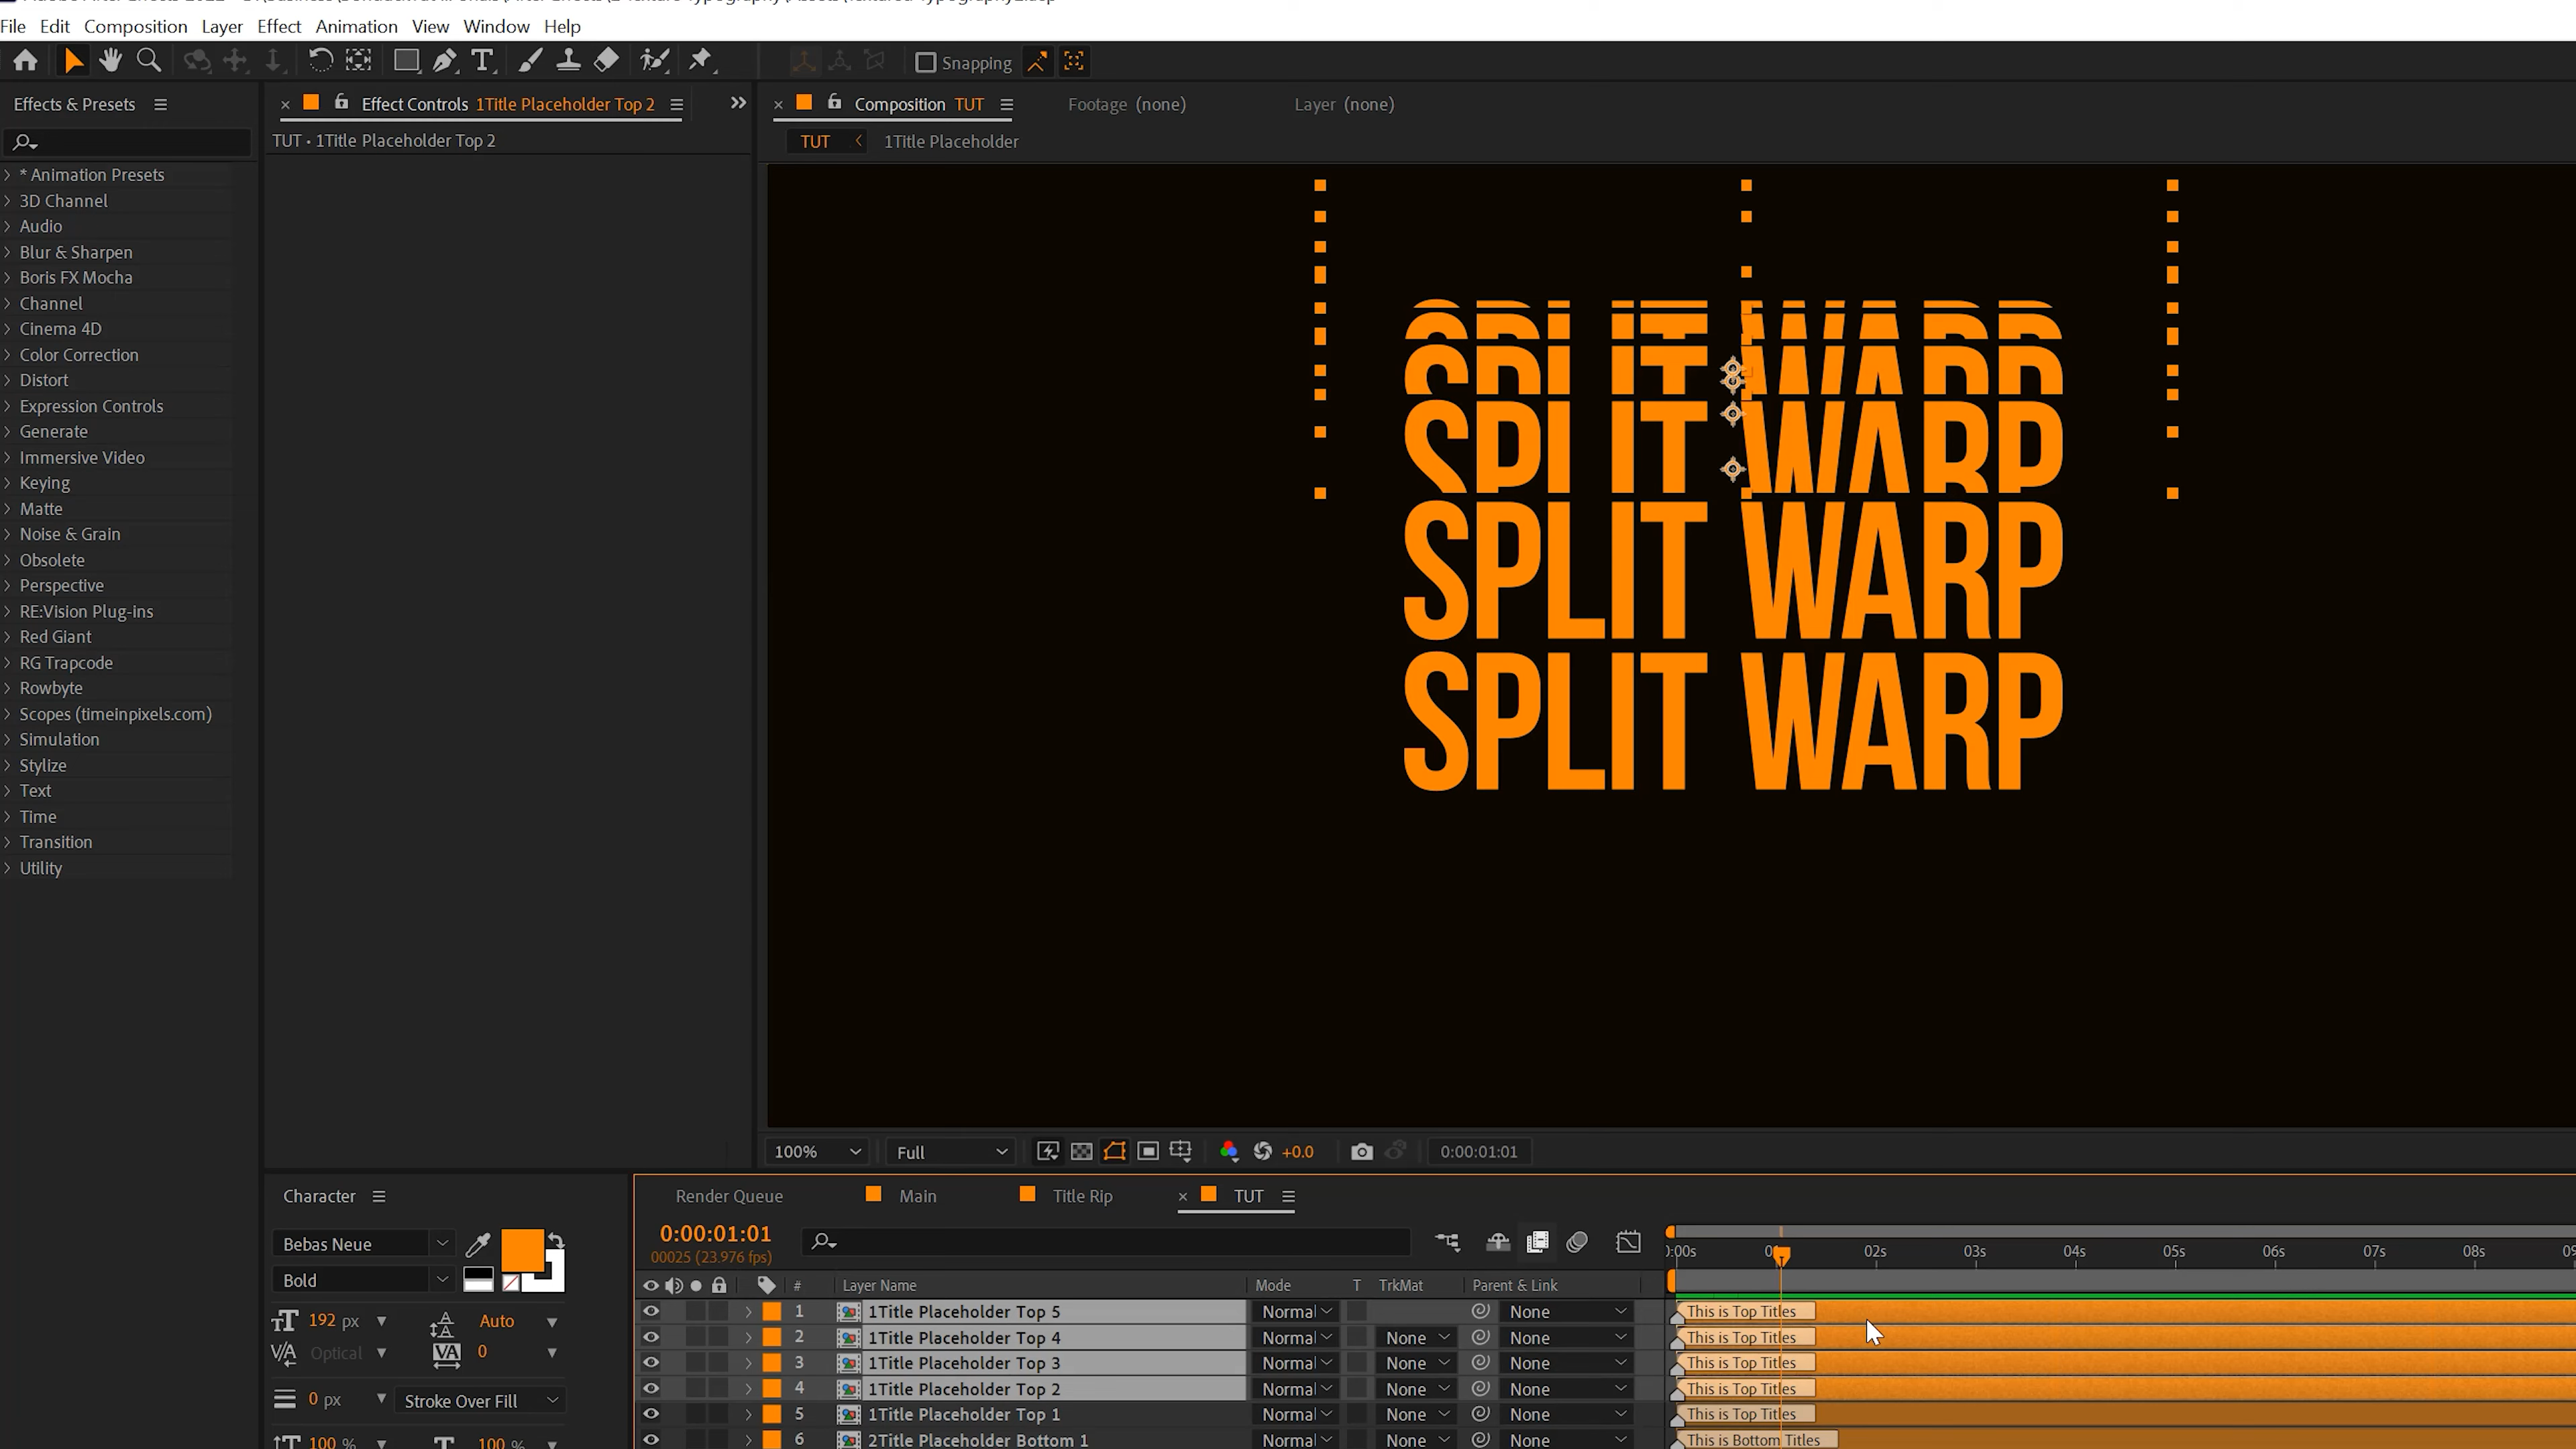 File Edit Composition Layer Effect Animation View Window Help
Snapping
Effects & Presets
Effect Controls 1Title Placeholder Top 2
Composition TUT
Footage (none)
Layer (none)
TUT • 1Title Placeholder Top 2
TUT
1Title Placeholder
* Animation Presets
3D Channel
Audio
Blur & Sharpen
Boris FX Mocha
Channel
Cinema 4D
Color Correction
Distort
Expression Controls
Generate
Immersive Video
Keying
Matte
Noise & Grain
Obsolete
Perspective
RE:Vision Plug-ins
Red Giant
RG Trapcode
Rowbyte
Scopes (timeinpixels.com)
Simulation
Stylize
Text
Time
Transition
Utility
SPLIT WARP
SPLIT WARP
SPLIT WARP
100% Full +0.0 0:00:01:01
Character
Render Queue Main Title Rip TUT
Bebas Neue
Bold
192 px Auto
Optical 0
0 px Stroke Over Fill
100 % 100 %
0:00:01:01
00025 (23.976 fps)
02s 03s 04s 05s 06s 07s 08s
# Layer Name Mode T TrkMat Parent & Link
1 1Title Placeholder Top 5 Normal None This is Top Titles
2 1Title Placeholder Top 4 Normal None None This is Top Titles
3 1Title Placeholder Top 3 Normal None None This is Top Titles
4 1Title Placeholder Top 2 Normal None None This is Top Titles
5 1Title Placeholder Top 1 Normal None None This is Top Titles
6 2Title Placeholder Bottom 1 Normal None None This is Bottom Titles